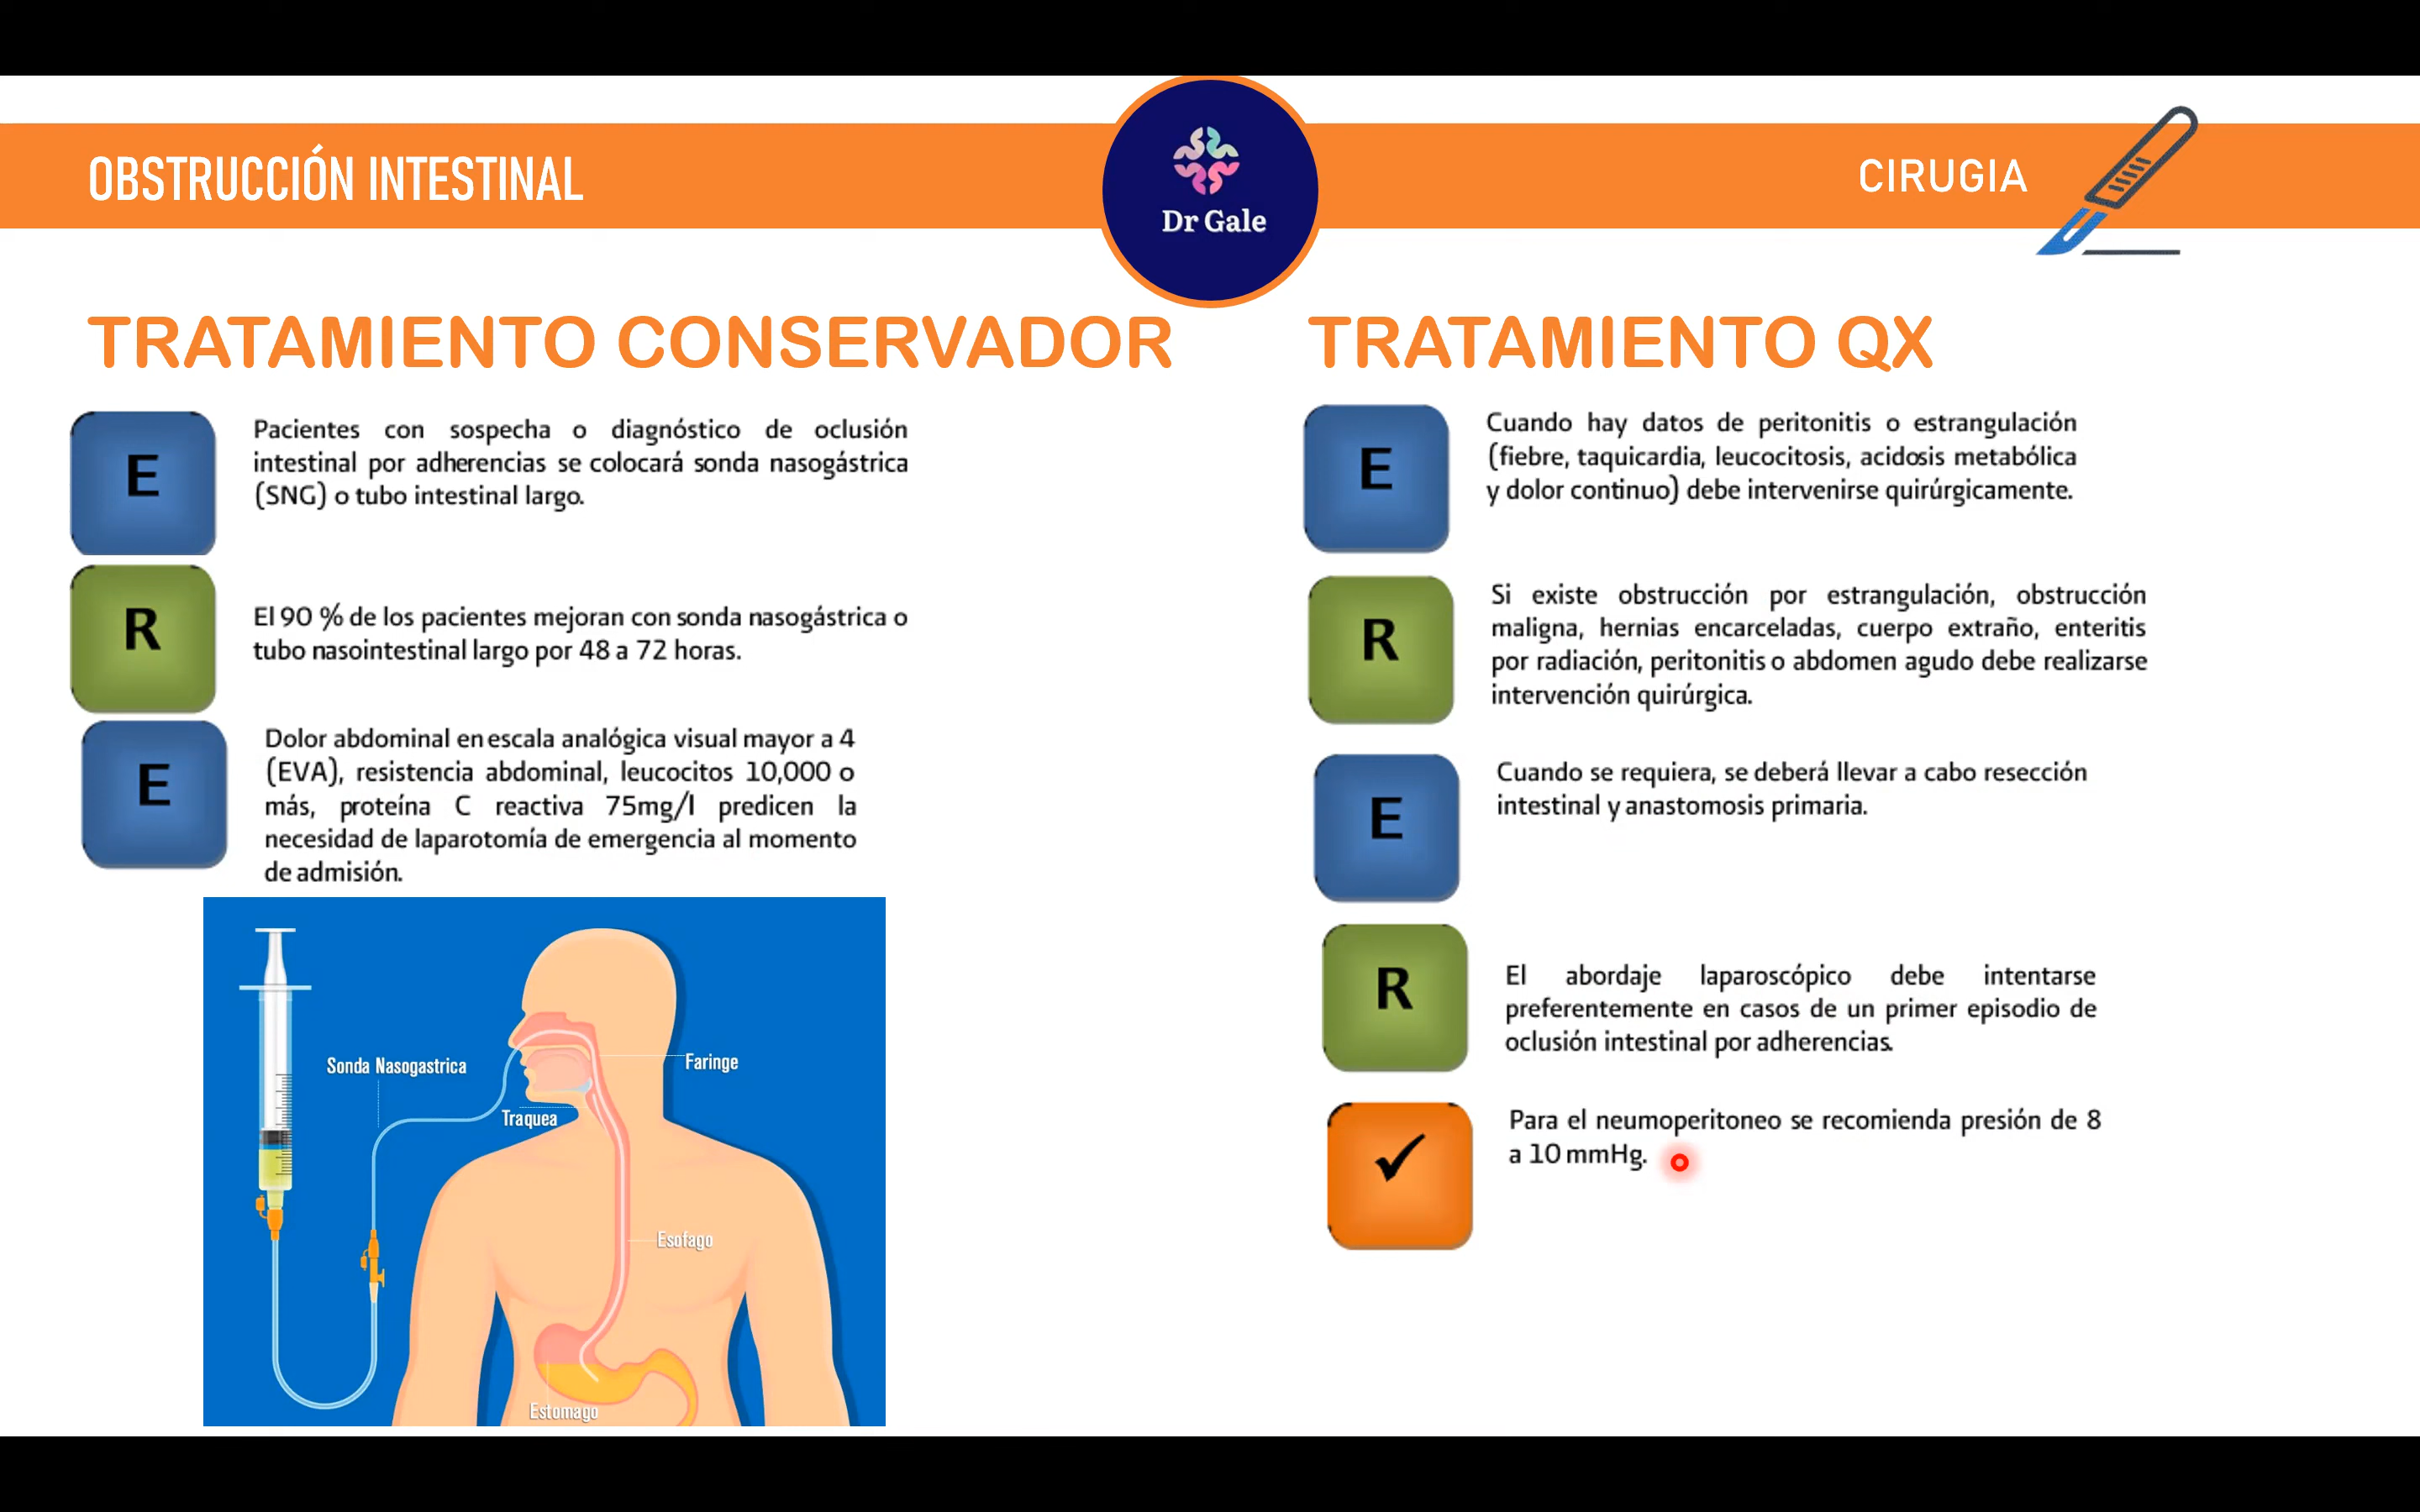 OBSTRUCCIÓN INTESTINAL
Dr Gale
CIRUGIA
TRATAMIENTO CONSERVADOR
E
Pacientes con sospecha o diagnóstico de oclusión
intestinal por adherencias se colocará sonda nasogástrica
(SNG) o tubo intestinal largo.
R
El 90 % de los pacientes mejoran con sonda nasogástrica o
tubo nasointestinal largo por 48 a 72 horas.
E
Dolor abdominal en escala analógica visual mayor a 4
(EVA), resistencia abdominal, leucocitos 10,000 o
más, proteína C reactiva 75mg/l predicen la
necesidad de laparotomía de emergencia al momento
de admisión.
Sonda Nasogastrica
Faringe
Traquea
Esofago
Estomago
TRATAMIENTO QX
E
Cuando hay datos de peritonitis o estrangulación
(fiebre, taquicardia, leucocitosis, acidosis metabólica
y dolor continuo) debe intervenirse quirúrgicamente.
R
Si existe obstrucción por estrangulación, obstrucción
maligna, hernias encarceladas, cuerpo extraño, enteritis
por radiación, peritonitis o abdomen agudo debe realizarse
intervención quirúrgica.
E
Cuando se requiera, se deberá llevar a cabo resección
intestinal y anastomosis primaria.
R
El abordaje laparoscópico debe intentarse
preferentemente en casos de un primer episodio de
oclusión intestinal por adherencias.
Para el neumoperitoneo se recomienda presión de 8
a 10 mmHg.